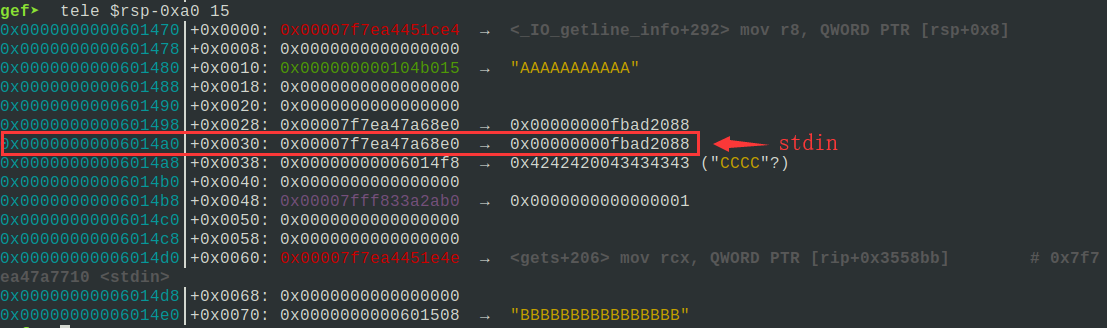 gef➤  tele $rsp-0xa0 15
0x0000000000601470│+0x0000: 0x00007f7ea4451ce4  →  <_IO_getline_info+292> mov r8, QWORD PTR [rsp+0x8]
0x0000000000601478│+0x0008: 0x0000000000000000
0x0000000000601480│+0x0010: 0x000000000104b015  →  "AAAAAAAAAAA"
0x0000000000601488│+0x0018: 0x0000000000000000
0x0000000000601490│+0x0020: 0x0000000000000000
0x0000000000601498│+0x0028: 0x00007f7ea47a68e0  →  0x00000000fbad2088
0x00000000006014a0│+0x0030: 0x00007f7ea47a68e0  →  0x00000000fbad2088 stdin
0x00000000006014a8│+0x0038: 0x00000000006014f8  →  0x4242420043434343 ("CCCC"?)
0x00000000006014b0│+0x0040: 0x0000000000000000
0x00000000006014b8│+0x0048: 0x00007fff833a2ab0  →  0x0000000000000001
0x00000000006014c0│+0x0050: 0x0000000000000000
0x00000000006014c8│+0x0058: 0x0000000000000000
0x00000000006014d0│+0x0060: 0x00007f7ea4451e4e  →  <gets+206> mov rcx, QWORD PTR [rip+0x3558bb]        # 0x7f7
ea47a7710 <stdin>
0x00000000006014d8│+0x0068: 0x0000000000000000
0x00000000006014e0│+0x0070: 0x0000000000601508  →  "BBBBBBBBBBBBBBBB"